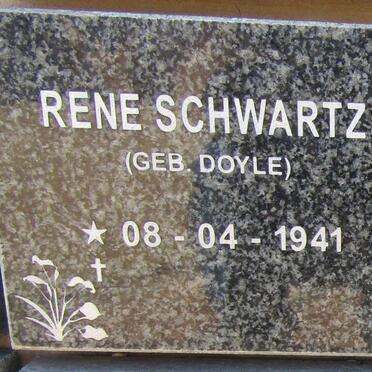 RENE SCHWARTZ
(GEB. DOYLE)
★ 08 - 04 - 1941
✝